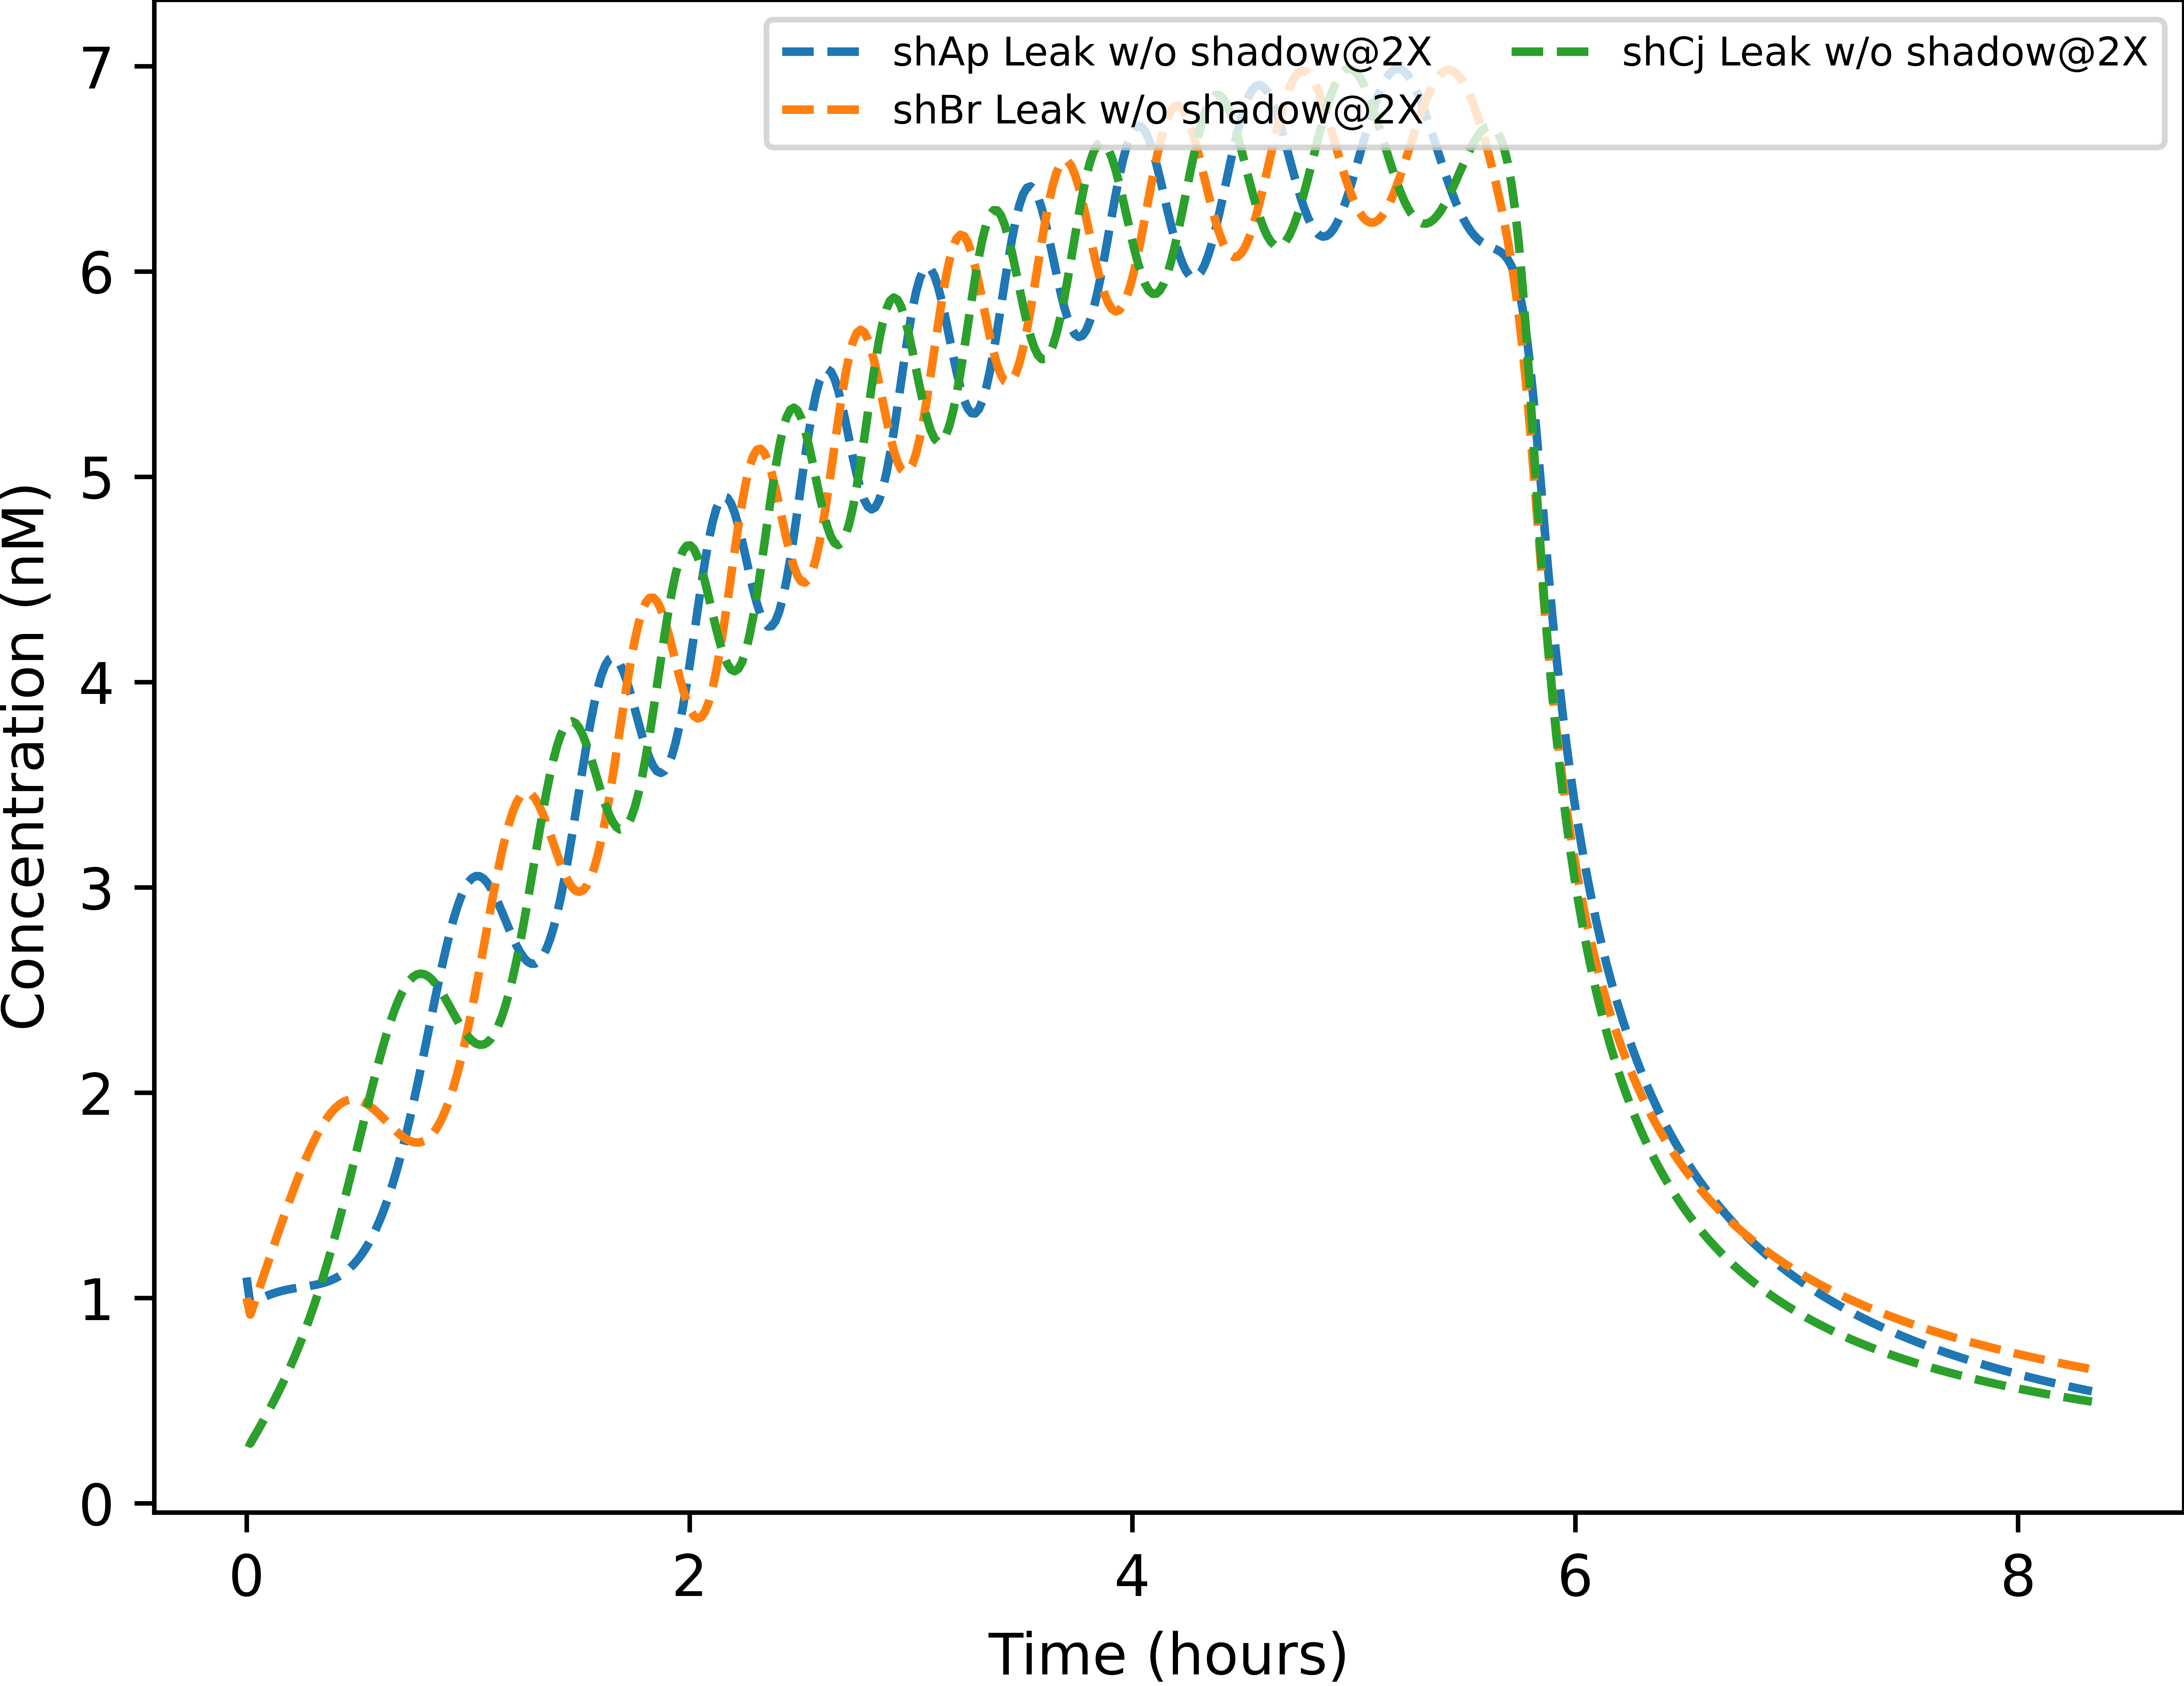 shAp Leak w/o shadow@2X
shBr Leak w/o shadow@2X
shCj Leak w/o shadow@2X
Concentration (nM)
7
6
5
4
3
2
1
0
0 2 4 6 8
Time (hours)